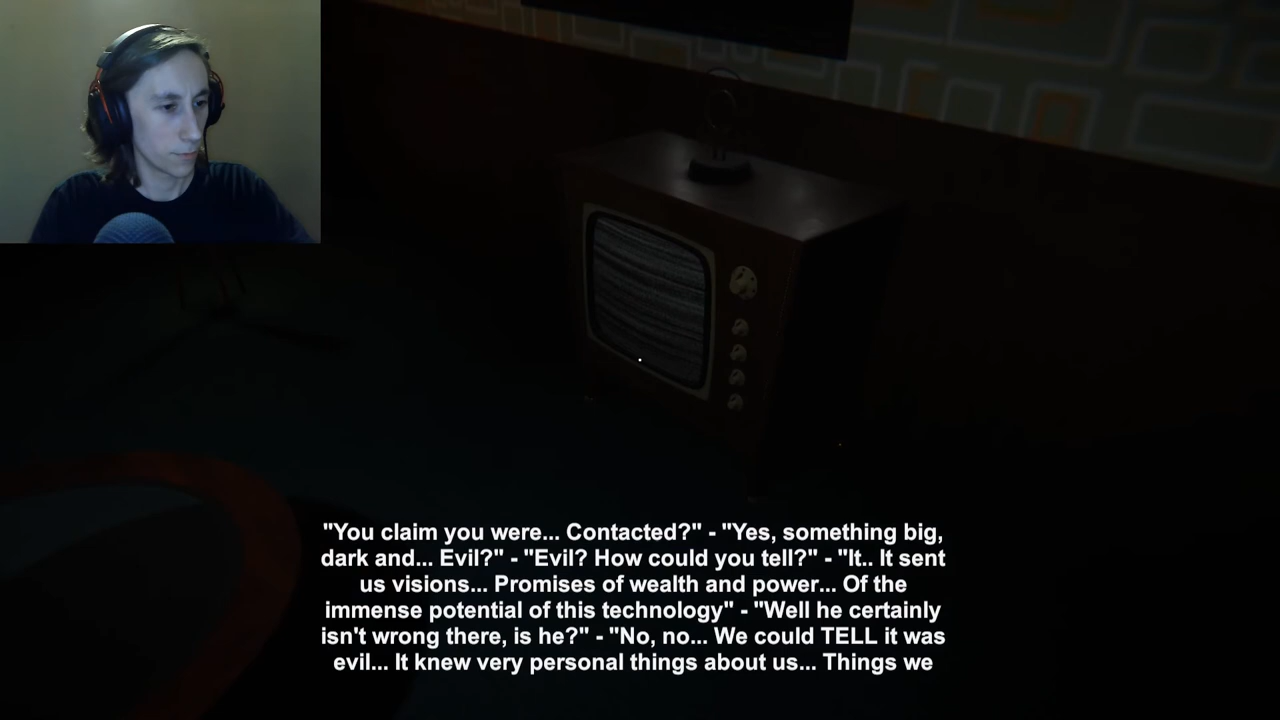 "You claim you were... Contacted?" - "Yes, something big,
dark and... Evil?" - "Evil? How could you tell?" - "It.. It sent
us visions... Promises of wealth and power... Of the
immense potential of this technology" - "Well he certainly
isn't wrong there, is he?" - "No, no... We could TELL it was
evil... It knew very personal things about us... Things we